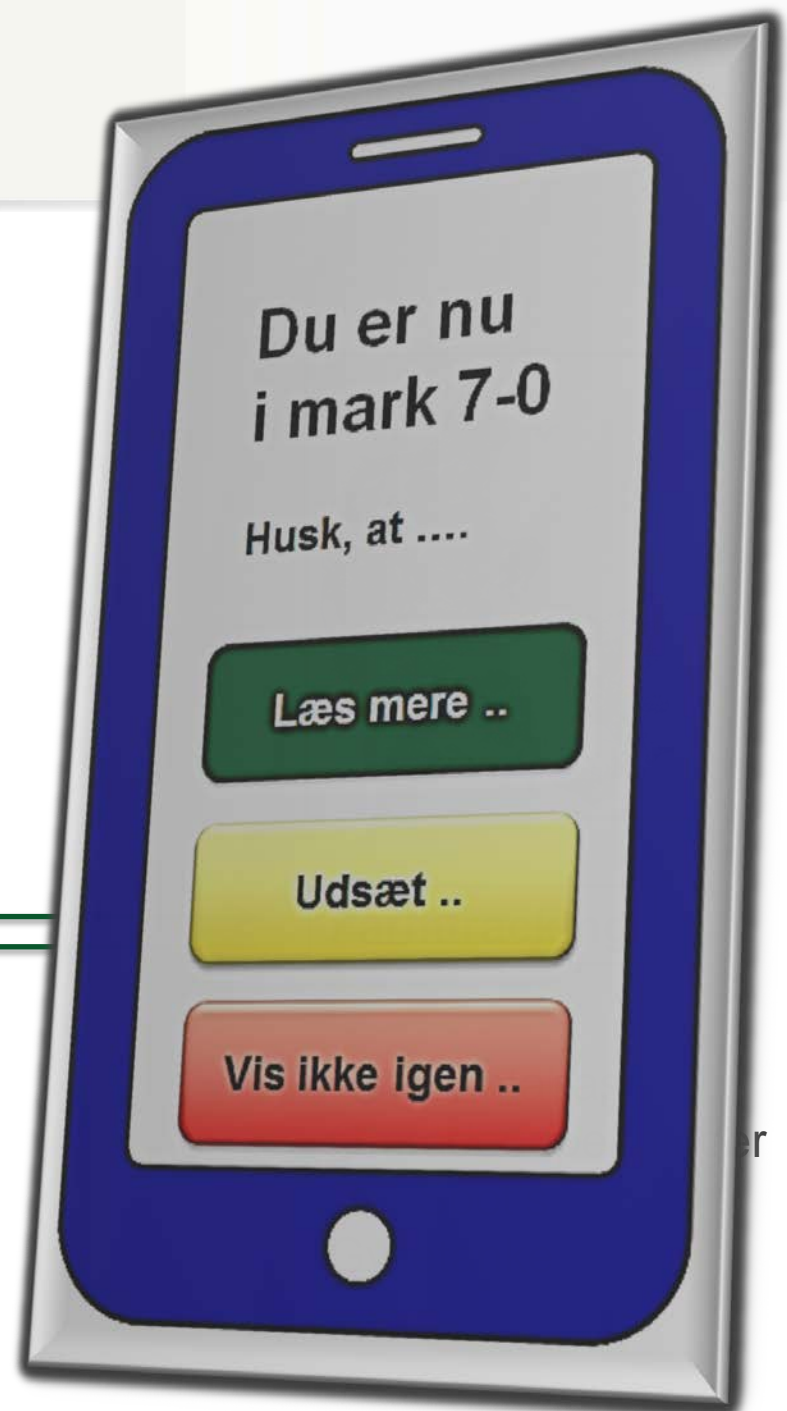 Du er nu
i mark 7-0
Husk, at ....
Læs mere ..
Udsæt ..
Vis ikke igen ..